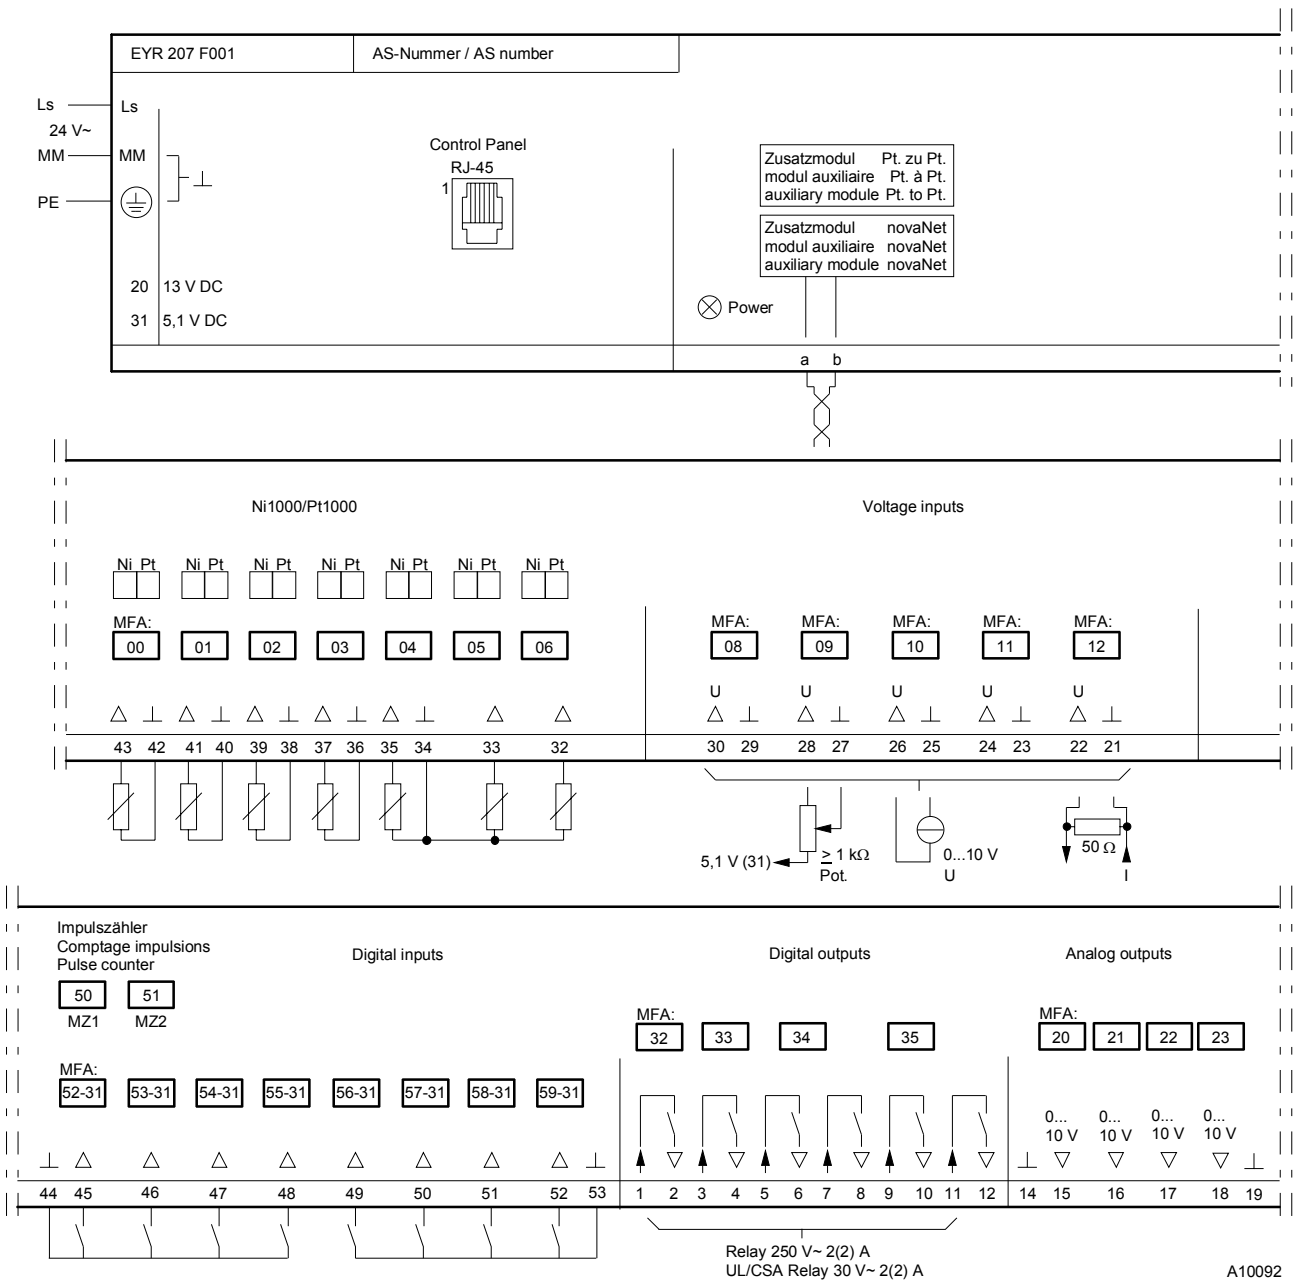 EYR 207 F001 AS-Nummer / AS number
Ls Ls
24 V~
MM MM
PE
20 13 V DC
31 5,1 V DC
Control Panel
RJ-45
1
Zusatzmodul Pt. zu Pt.
modul auxiliaire Pt. à Pt.
auxiliary module Pt. to Pt.
Zusatzmodul novaNet
modul auxiliaire novaNet
auxiliary module novaNet
Power
a b
Ni1000/Pt1000 Voltage inputs
Ni Pt Ni Pt Ni Pt Ni Pt Ni Pt Ni Pt Ni Pt
MFA: MFA: MFA: MFA: MFA: MFA:
00 01 02 03 04 05 06 08 09 10 11 12
U U U U U
43 42 41 40 39 38 37 36 35 34 33 32 30 29 28 27 26 25 24 23 22 21
5,1 V (31) ≥ 1 kΩ 0...10 V 50 Ω
Pot. U I
Impulszähler
Comptage impulsions
Pulse counter
Digital inputs Digital outputs Analog outputs
50 51
MZ1 MZ2
MFA: MFA:
32 33 34 35 20 21 22 23
MFA:
52-31 53-31 54-31 55-31 56-31 57-31 58-31 59-31
0... 0... 0... 0...
10 V 10 V 10 V 10 V
44 45 46 47 48 49 50 51 52 53 1 2 3 4 5 6 7 8 9 10 11 12 14 15 16 17 18 19
Relay 250 V~ 2(2) A
UL/CSA Relay 30 V~ 2(2) A
A10092